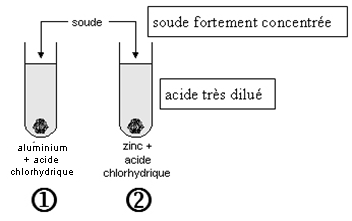 soude
soude fortement concentrée
acide très dilué
aluminium
+ acide
chlorhydrique
zinc +
acide
chlorhydrique
1
2